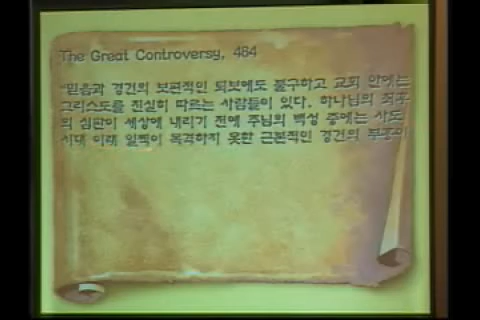 The Great Controversy, 464
"믿음과 경건의 보편적인 퇴보에도 불구하고 교회 안에는
그리스도를 진실히 따르는 사람들이 있다. 하나님의 최후
의 심판이 세상에 내리기 전에 주님의 백성 중에는 사도
시대 이래 일찍이 목격하지 못한 근본적인 경건의 부흥이